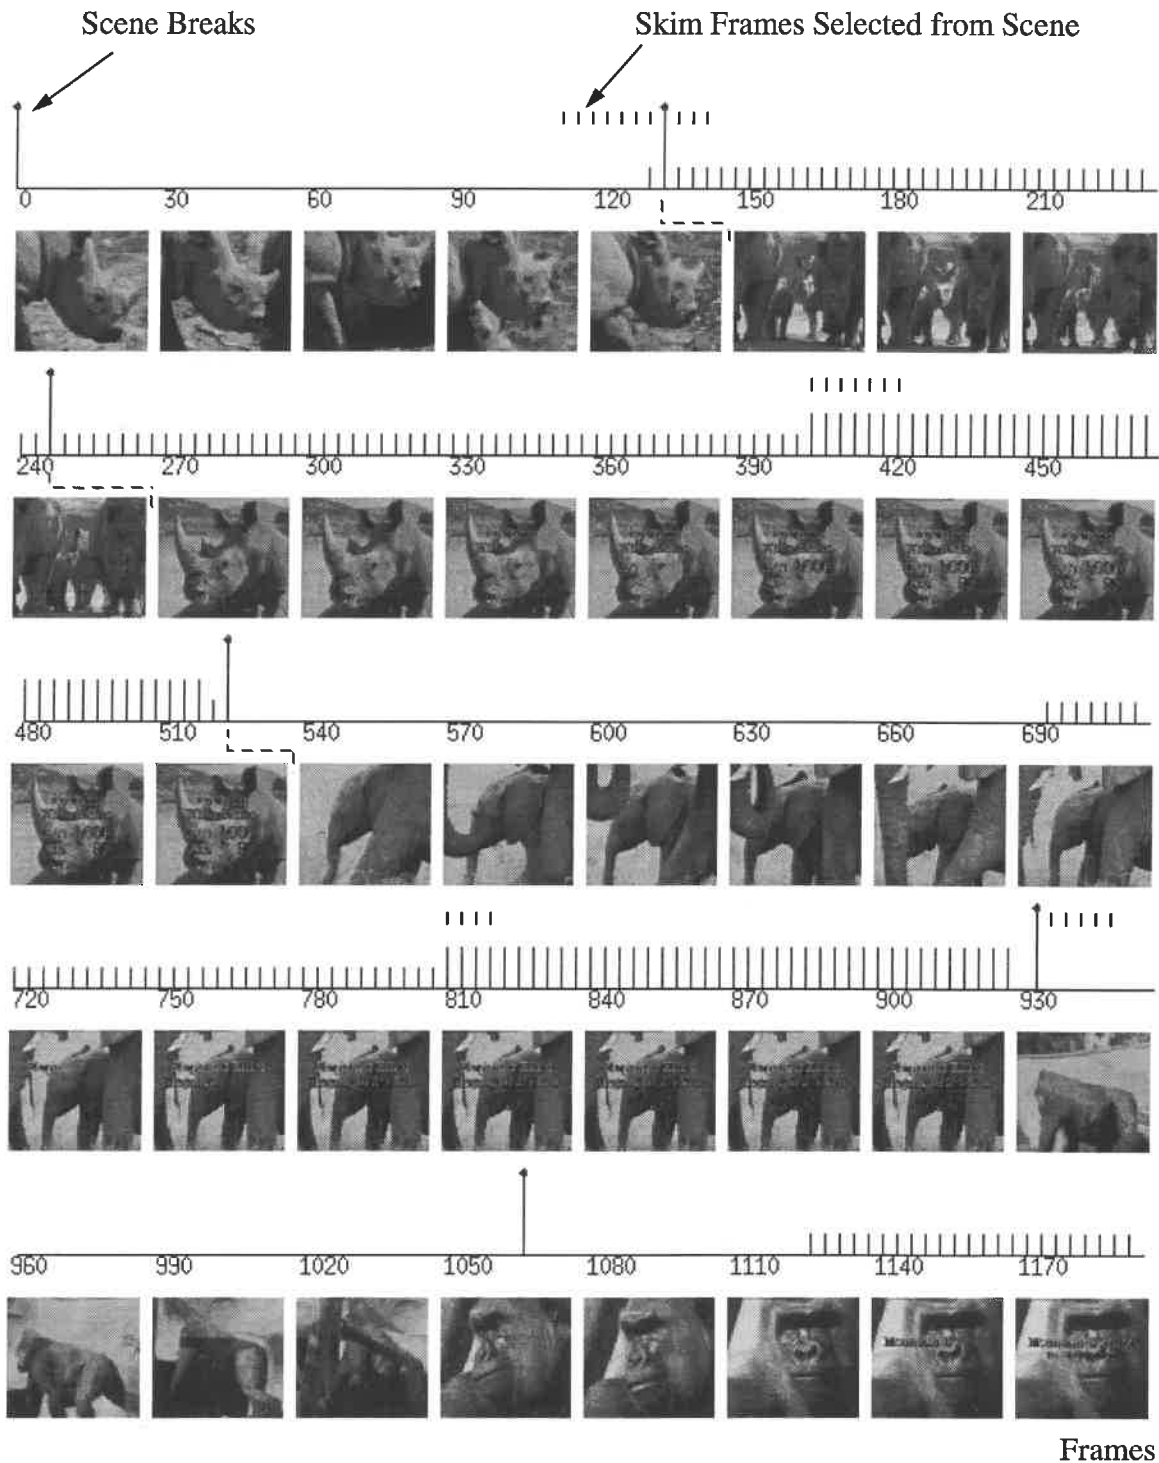 Scene Breaks
Skim Frames Selected from Scene
0 30 60 90 120 150 180 210
240 270 300 330 360 390 420 450
480 510 540 570 600 630 660 690
720 750 780 810 840 870 900 930
960 990 1020 1050 1080 1110 1140 1170
Frames